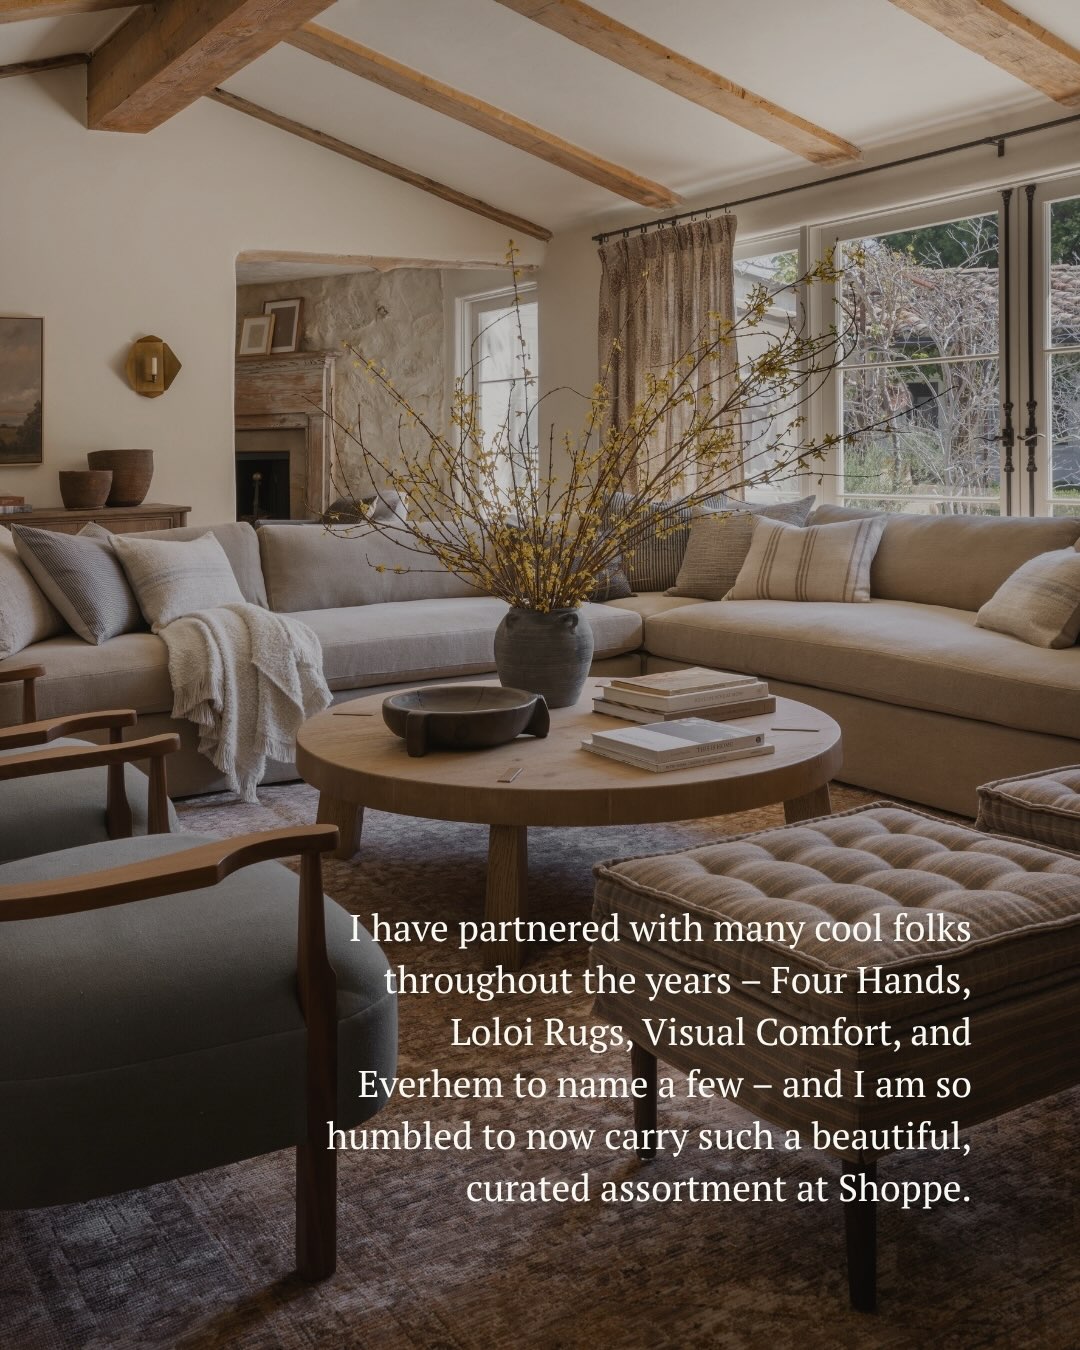 I have partnered with many cool folks
throughout the years – Four Hands,
Loloi Rugs, Visual Comfort, and
Everhem to name a few – and I am so
humbled to now carry such a beautiful,
curated assortment at Shoppe.